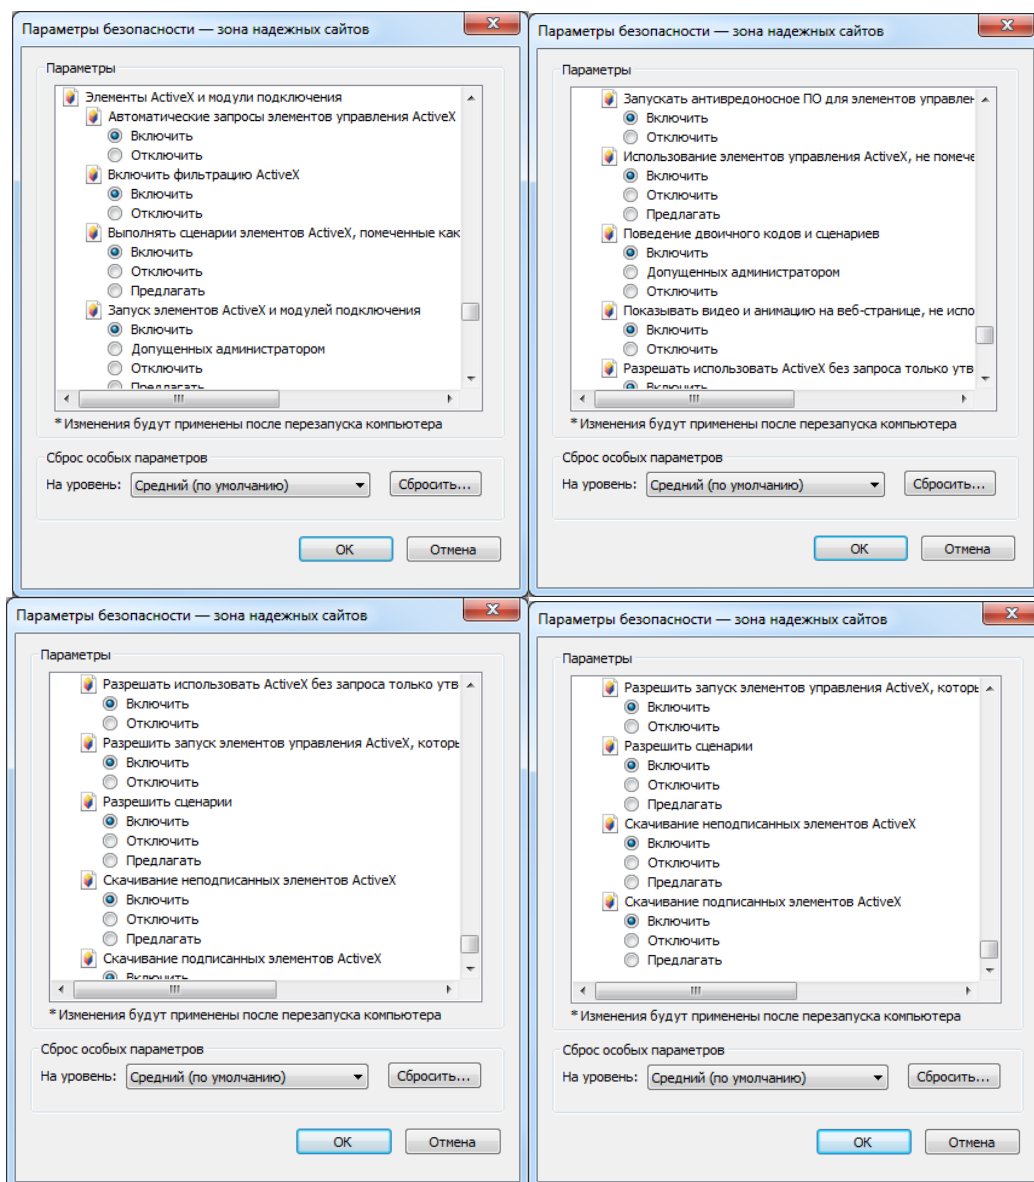 Параметры безопасности — зона надежных сайтов
Параметры
Элементы ActiveX и модули подключения
Автоматические запросы элементов управления ActiveX
Включить
Отключить
Включить фильтрацию ActiveX
Включить
Отключить
Выполнять сценарии элементов ActiveX, помеченные как
Включить
Отключить
Предлагать
Запуск элементов ActiveX и модулей подключения
Включить
Допущенных администратором
Отключить
Предлагать
* Изменения будут применены после перезапуска компьютера
Сброс особых параметров
На уровень: Средний (по умолчанию) Сбросить...
ОК Отмена
Параметры безопасности — зона надежных сайтов
Параметры
Запускать антивредоносное ПО для элементов управлен
Включить
Отключить
Использование элементов управления ActiveX, не помече
Включить
Отключить
Предлагать
Поведение двоичного кодов и сценариев
Включить
Допущенных администратором
Отключить
Показывать видео и анимацию на веб-странице, не испо
Включить
Отключить
Разрешать использовать ActiveX без запроса только утв
Включить
* Изменения будут применены после перезапуска компьютера
Сброс особых параметров
На уровень: Средний (по умолчанию) Сбросить...
ОК Отмена
Параметры безопасности — зона надежных сайтов
Параметры
Разрешать использовать ActiveX без запроса только утв
Включить
Отключить
Разрешить запуск элементов управления ActiveX, которь
Включить
Отключить
Разрешить сценарии
Включить
Отключить
Предлагать
Скачивание неподписанных элементов ActiveX
Включить
Отключить
Предлагать
Скачивание подписанных элементов ActiveX
Включить
* Изменения будут применены после перезапуска компьютера
Сброс особых параметров
На уровень: Средний (по умолчанию) Сбросить...
ОК Отмена
Параметры безопасности — зона надежных сайтов
Параметры
Разрешить запуск элементов управления ActiveX, которь
Включить
Отключить
Разрешить сценарии
Включить
Отключить
Предлагать
Скачивание неподписанных элементов ActiveX
Включить
Отключить
Предлагать
Скачивание подписанных элементов ActiveX
Включить
Отключить
Предлагать
* Изменения будут применены после перезапуска компьютера
Сброс особых параметров
На уровень: Средний (по умолчанию) Сбросить...
ОК Отмена